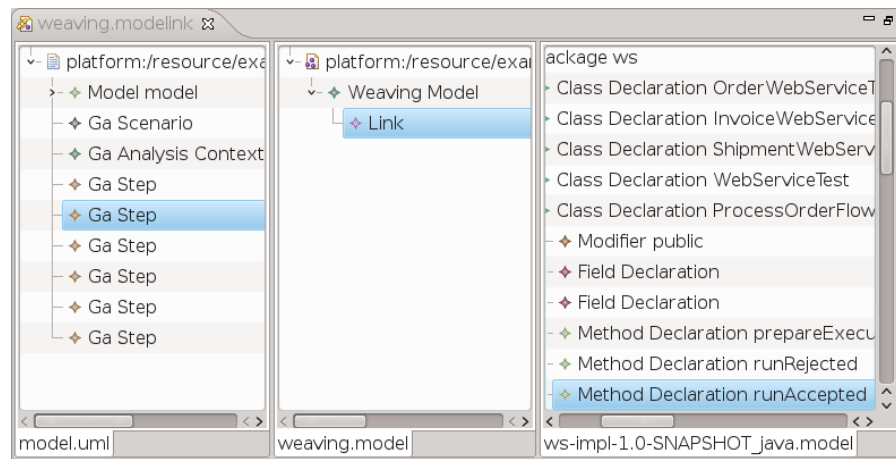 weaving.modelink
platform:/resource/exa
Model model
Ga Scenario
Ga Analysis Context
Ga Step
Ga Step
Ga Step
Ga Step
Ga Step
Ga Step
model.uml
platform:/resource/exar
Weaving Model
Link
weaving.model
ackage ws
Class Declaration OrderWebServiceT
Class Declaration InvoiceWebService
Class Declaration ShipmentWebServ
Class Declaration WebServiceTest
Class Declaration ProcessOrderFlow
Modifier public
Field Declaration
Field Declaration
Method Declaration prepareExecu
Method Declaration runRejected
Method Declaration runAccepted
ws-impl-1.0-SNAPSHOT_java.model